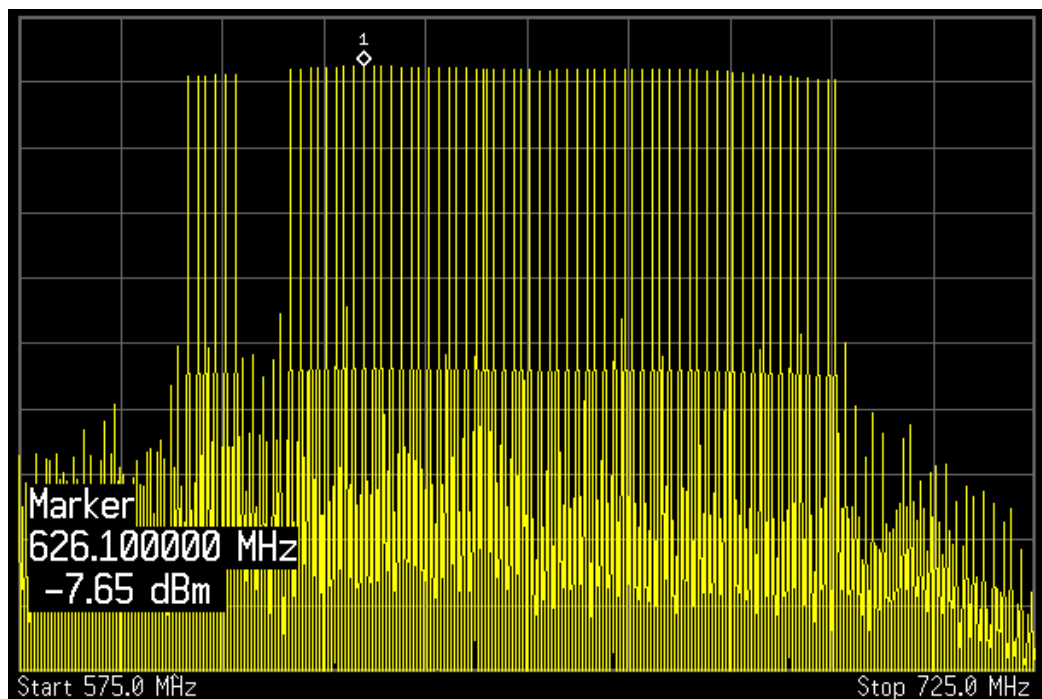 1
Marker
626.100000 MHz
-7.65 dBm
Start 575.0 MHz
Stop 725.0 MHz